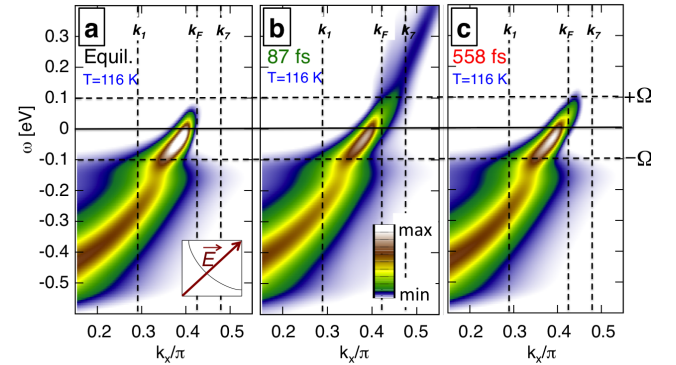 a
Equil.
T=116 K
k1
kF
k7
b
87 fs
T=116 K
k1
kF
k7
c
558 fs
T=116 K
k1
kF
k7
ω [eV]
0.3
0.2
0.1
0
-0.1
-0.2
-0.3
-0.4
-0.5
+Ω
-Ω
E
max
min
0.2 0.3 0.4 0.5
0.2 0.3 0.4 0.5
0.2 0.3 0.4 0.5
kx/π
kx/π
kx/π